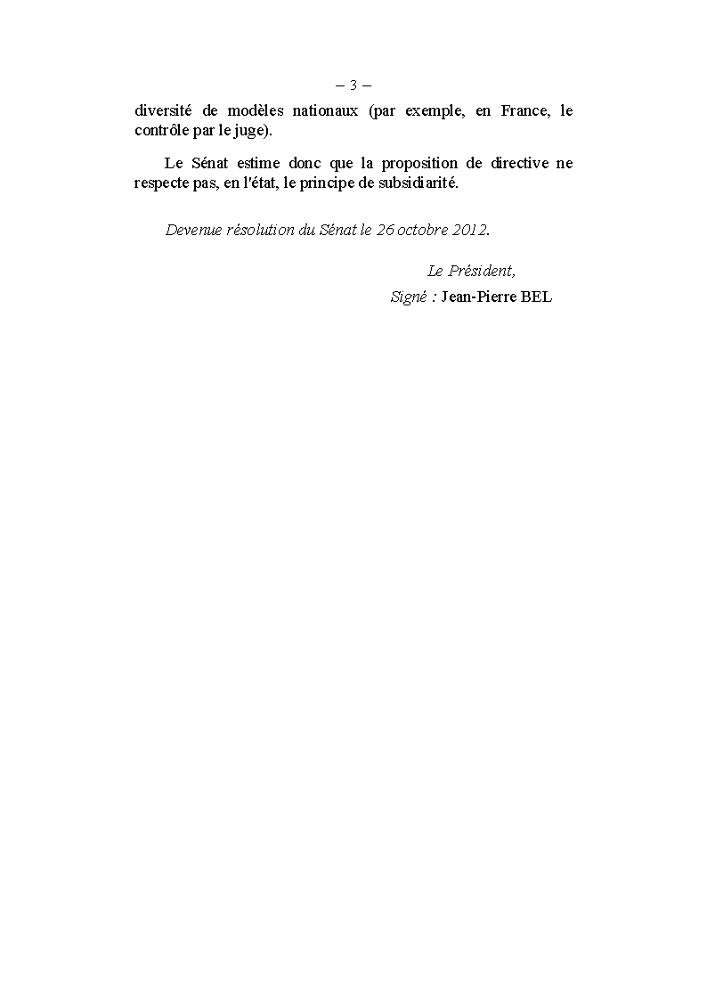 – 3 –
diversité de modèles nationaux (par exemple, en France, le
contrôle par le juge).
Le Sénat estime donc que la proposition de directive ne
respecte pas, en l'état, le principe de subsidiarité.
Devenue résolution du Sénat le 26 octobre 2012.
Le Président,
Signé : Jean-Pierre BEL